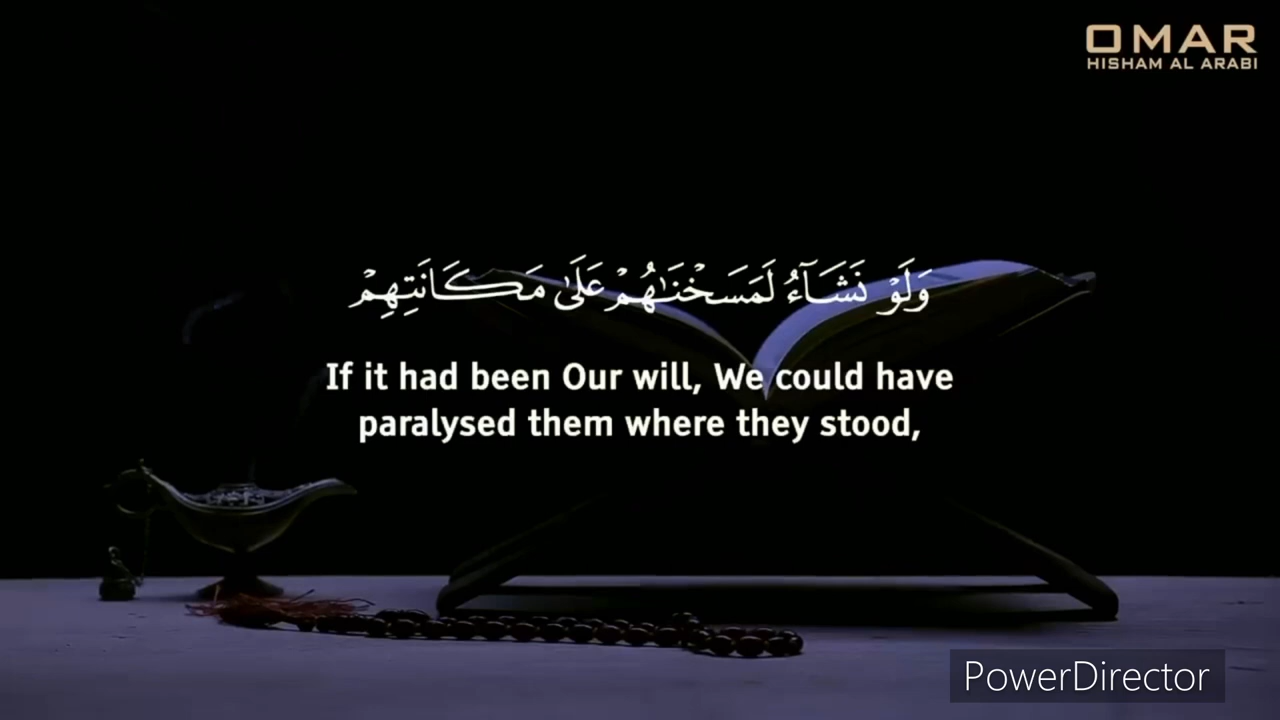 OMAR
HISHAM AL ARABI
وَلَوْ نَشَآءُ لَمَسَخْنَـٰهُمْ عَلَىٰ مَكَانَتِهِمْ
If it had been Our will, We could have
paralysed them where they stood,
PowerDirector